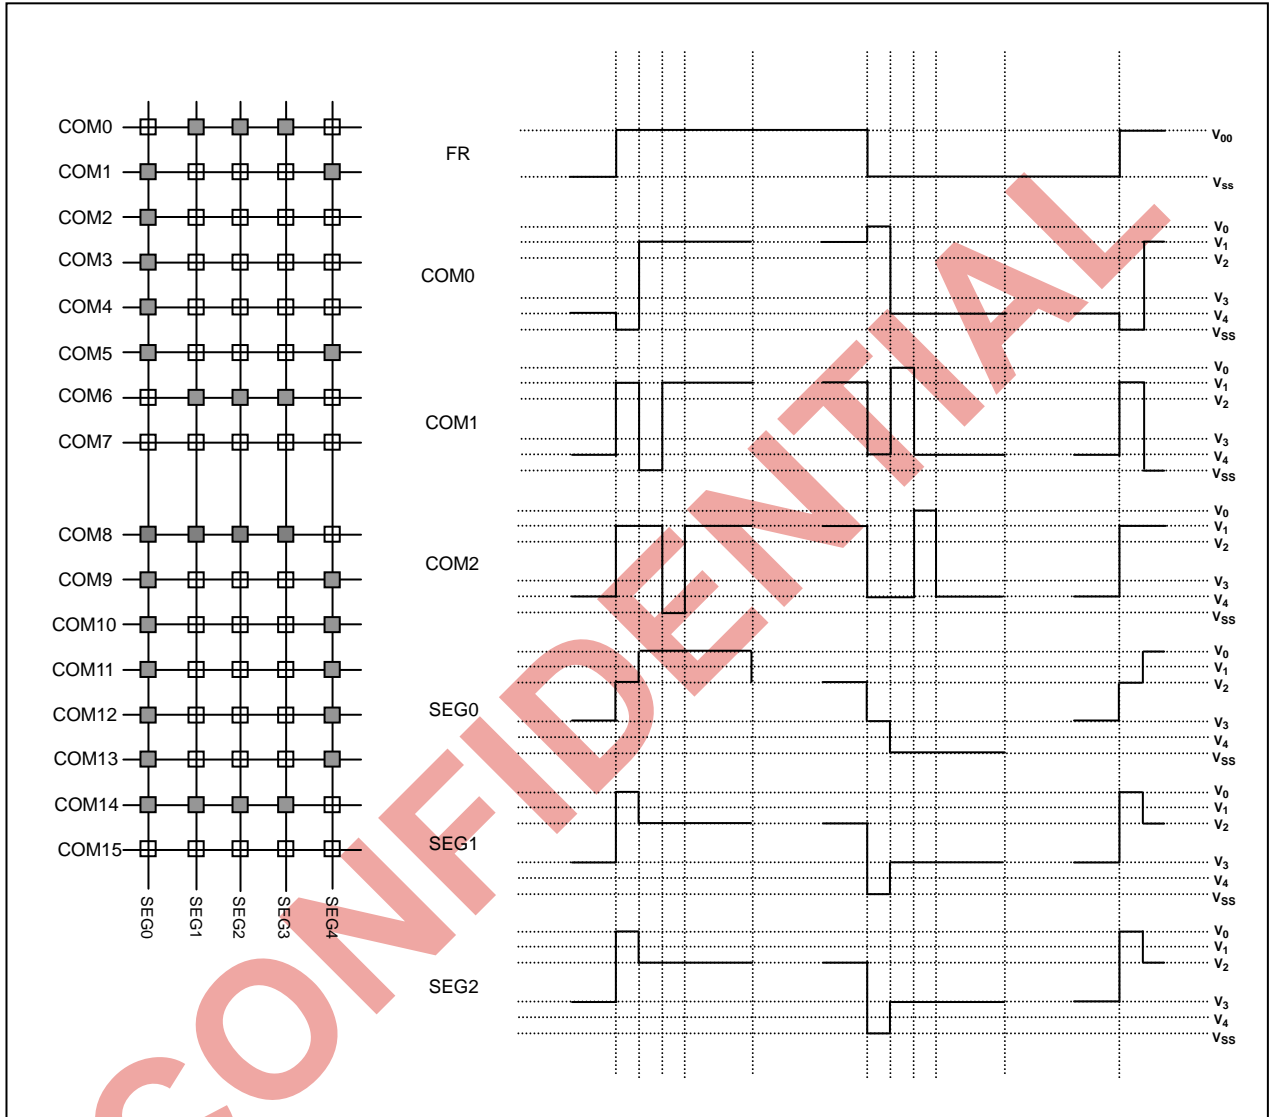 COM0
COM1
COM2
COM3
COM4
COM5
COM6
COM7
COM8
COM9
COM10
COM11
COM12
COM13
COM14
COM15
SEG0
SEG1
SEG2
SEG3
SEG4
FR
V00
VSS
COM0
V0
V1
V2
V3
V4
VSS
COM1
V0
V1
V2
V3
V4
VSS
COM2
V0
V1
V2
V3
V4
VSS
SEG0
V0
V1
V2
V3
V4
VSS
SEG1
V0
V1
V2
V3
V4
VSS
SEG2
V0
V1
V2
V3
V4
VSS
CONFIDENTIAL